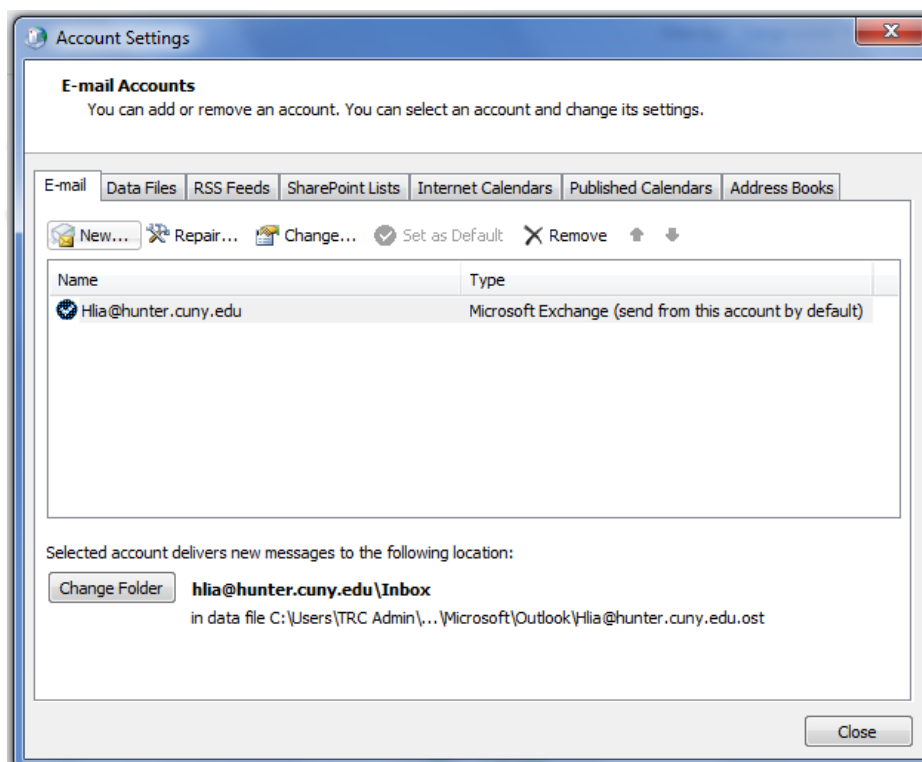 Account Settings
E-mail Accounts
You can add or remove an account. You can select an account and change its settings.
E-mail Data Files RSS Feeds SharePoint Lists Internet Calendars Published Calendars Address Books
New... Repair... Change... Set as Default Remove
Name Type
Hlia@hunter.cuny.edu Microsoft Exchange (send from this account by default)
Selected account delivers new messages to the following location:
Change Folder hlia@hunter.cuny.edu\Inbox
in data file C:\Users\TRC Admin\...\Microsoft\Outlook\Hlia@hunter.cuny.edu.ost
Close